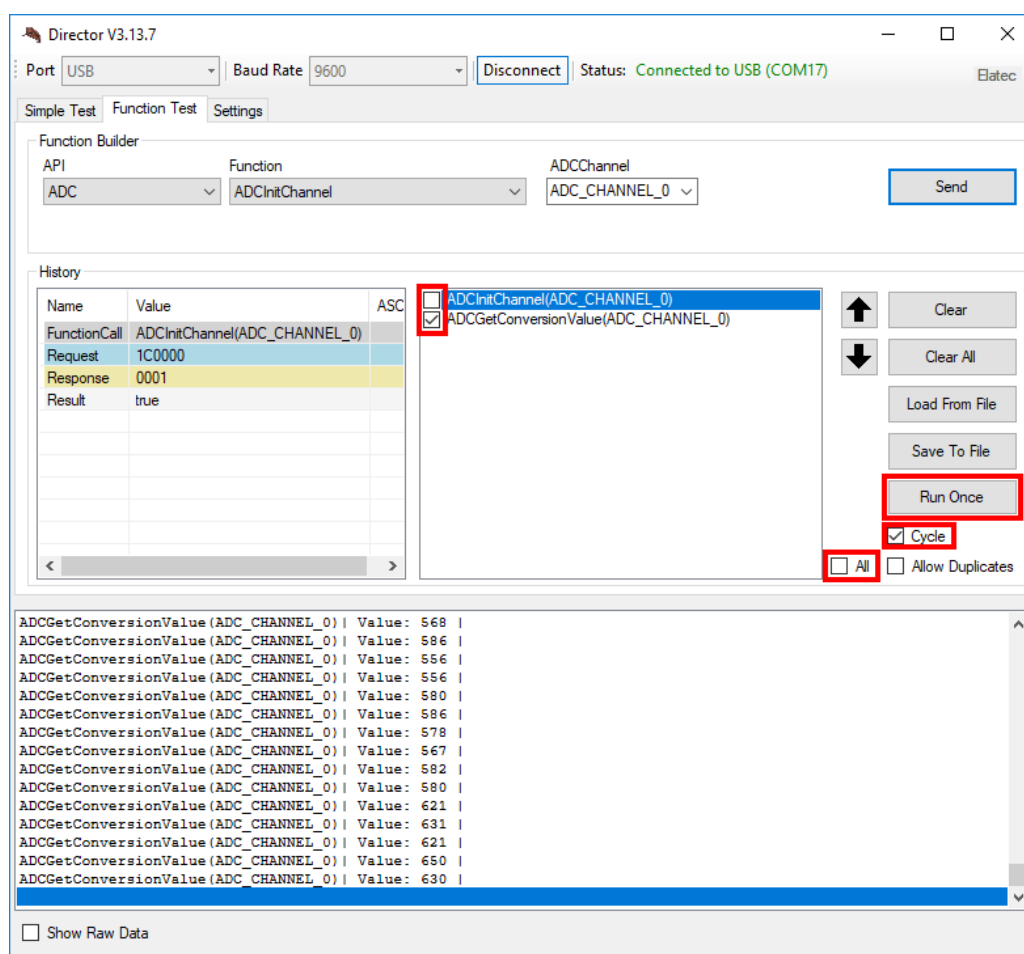 Director V3.13.7
Port USB Baud Rate 9600 Disconnect Status: Connected to USB (COM17) Elatec
Simple Test Function Test Settings
Function Builder
API Function ADCChannel
ADC ADCInitChannel ADC_CHANNEL_0 Send
History
Name Value ASC
FunctionCall ADCInitChannel(ADC_CHANNEL_0)
Request 1C0000
Response 0001
Result true
ADCInitChannel(ADC_CHANNEL_0)
ADCGetConversionValue(ADC_CHANNEL_0)
Clear
Clear All
Load From File
Save To File
Run Once
Cycle
All Allow Duplicates
ADCGetConversionValue(ADC_CHANNEL_0)| Value: 568 |
ADCGetConversionValue(ADC_CHANNEL_0)| Value: 586 |
ADCGetConversionValue(ADC_CHANNEL_0)| Value: 556 |
ADCGetConversionValue(ADC_CHANNEL_0)| Value: 556 |
ADCGetConversionValue(ADC_CHANNEL_0)| Value: 580 |
ADCGetConversionValue(ADC_CHANNEL_0)| Value: 586 |
ADCGetConversionValue(ADC_CHANNEL_0)| Value: 578 |
ADCGetConversionValue(ADC_CHANNEL_0)| Value: 567 |
ADCGetConversionValue(ADC_CHANNEL_0)| Value: 582 |
ADCGetConversionValue(ADC_CHANNEL_0)| Value: 580 |
ADCGetConversionValue(ADC_CHANNEL_0)| Value: 621 |
ADCGetConversionValue(ADC_CHANNEL_0)| Value: 631 |
ADCGetConversionValue(ADC_CHANNEL_0)| Value: 621 |
ADCGetConversionValue(ADC_CHANNEL_0)| Value: 650 |
ADCGetConversionValue(ADC_CHANNEL_0)| Value: 630 |
Show Raw Data